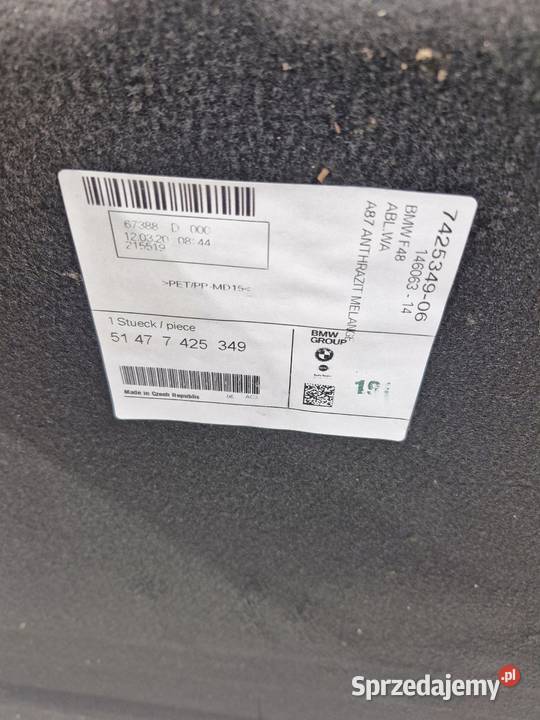 67388 D 000
12.03.20 08:44
215519
>PET/PP-MD15<
1 Stueck / piece
51 47 7 425 349
Made in Czech Republic
BMW
GROUP
7425349-06
146063 - 14
BMW F48
ABL.WA
A87 ANTHRAZIT MELANGE
Sprzedajemy.pl